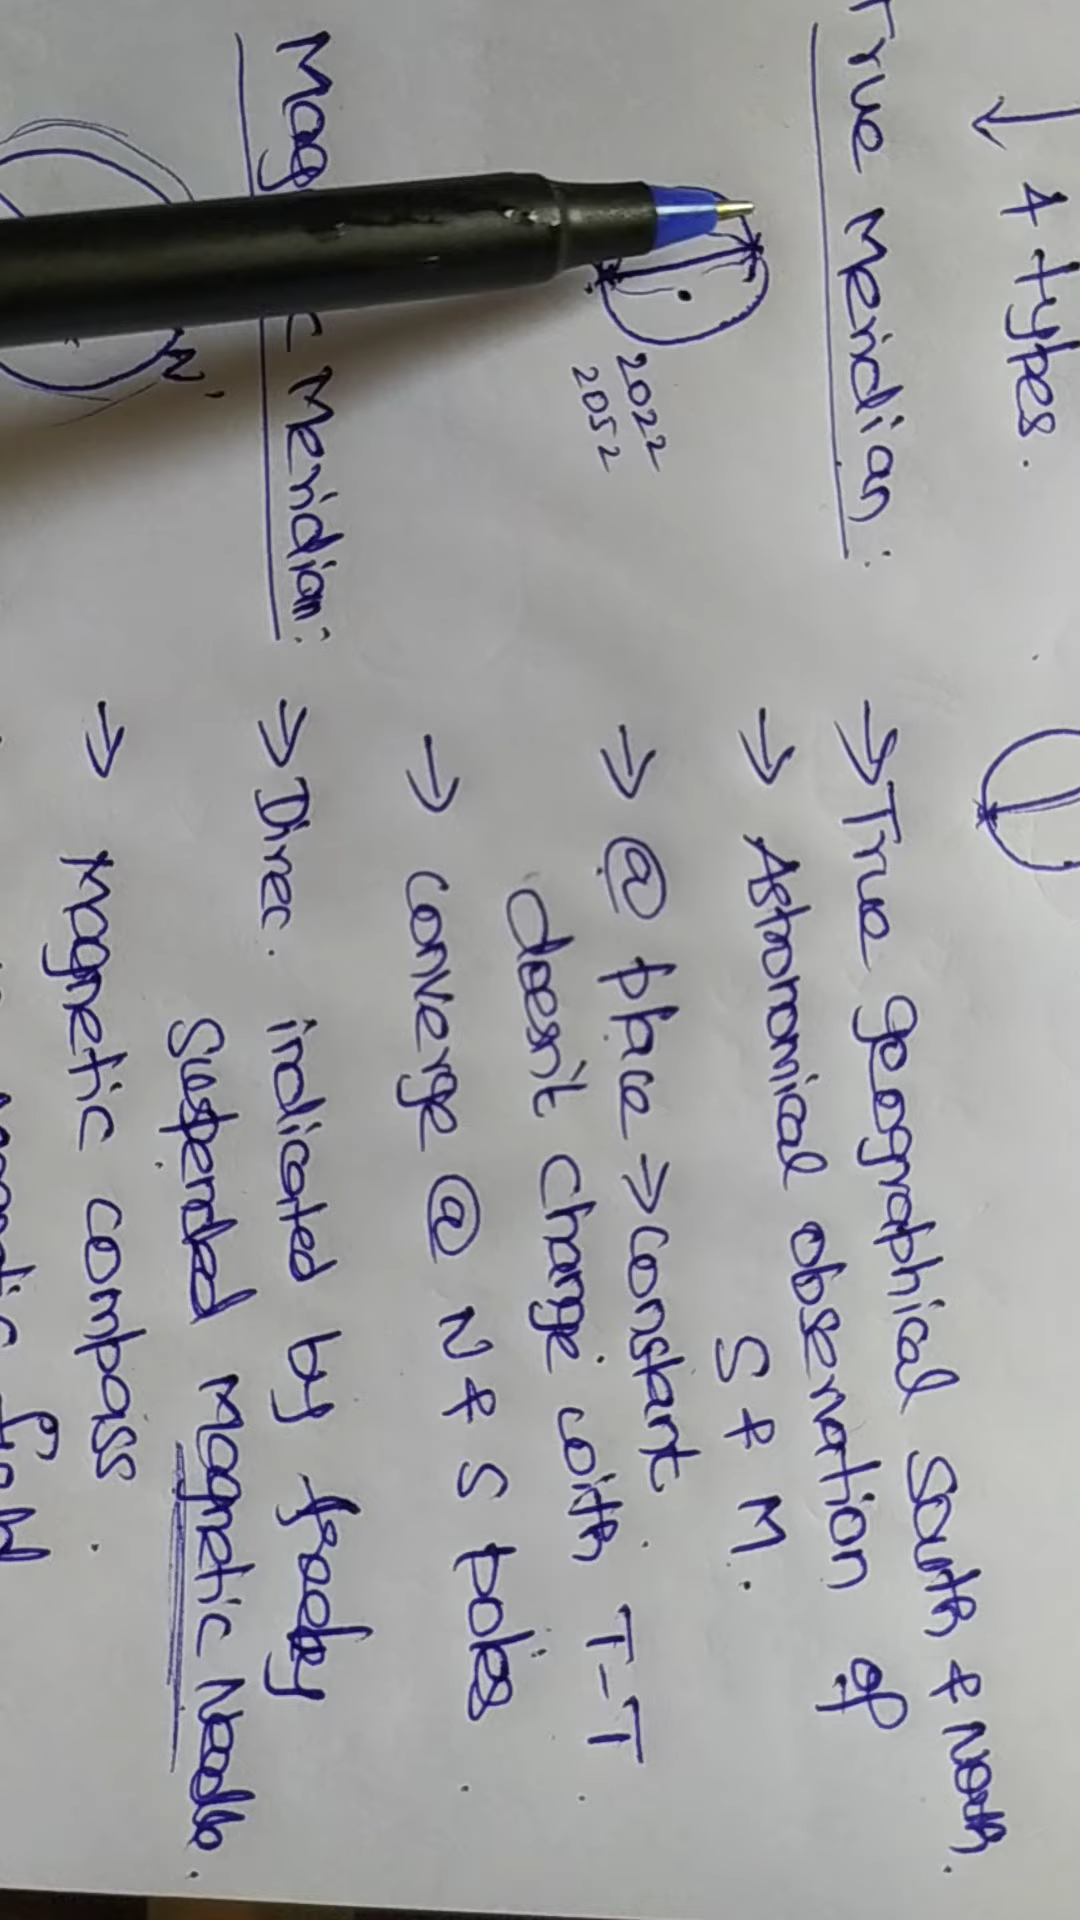 4 types.
True Meridian:
→ True geographical South & North.
→ Astronomical observation of
S & M.
2022
2052
→ @ place → constant
doesn't change with T-T.
→ converge @ N & S poles.
Meridian:
→ Direc. indicated by freely
Suspended Magnetic Needle.
N'
→ Magnetic compass.